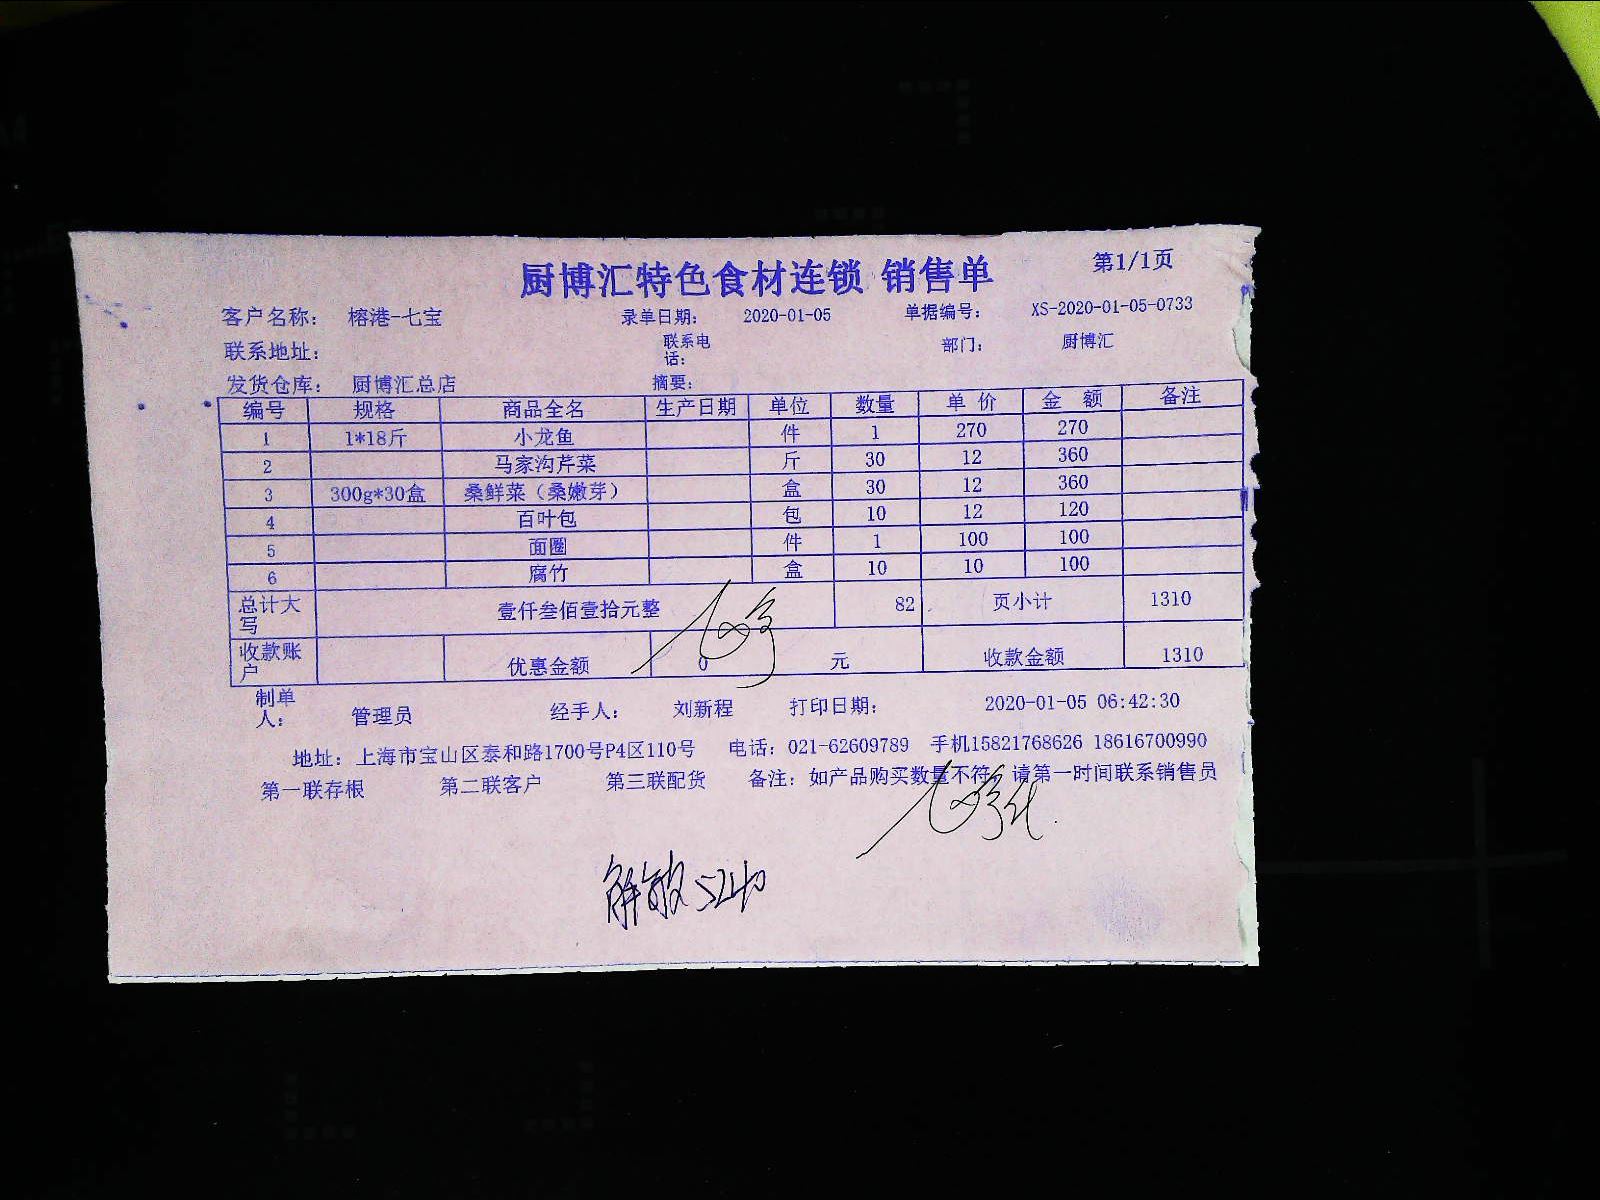 厨博汇特色食材连锁 销售单 第1/1页
客户名称： 榕港-七宝 录单日期： 2020-01-05 单据编号： XS-2020-01-05-0733
联系地址： 联系电话： 部门： 厨博汇
发货仓库： 厨博汇总店 摘要：
编号 规格 商品全名 生产日期 单位 数量 单 价 金 额 备注
1 1*18斤 小龙鱼 件 1 270 270
2 马家沟芹菜 斤 30 12 360
3 300g*30盒 桑鲜菜（桑嫩芽） 盒 30 12 360
4 百叶包 包 10 12 120
5 面圈 件 1 100 100
6 腐竹 盒 10 10 100
总计大写 壹仟叁佰壹拾元整 82 页小计 1310
收款账户 优惠金额 0 元 收款金额 1310
制单人： 管理员 经手人： 刘新程 打印日期： 2020-01-05 06:42:30
地址：上海市宝山区泰和路1700号P4区110号 电话：021-62609789 手机15821768626 18616700990
第一联存根 第二联客户 第三联配货 备注：如产品购买数量不符，请第一时间联系销售员